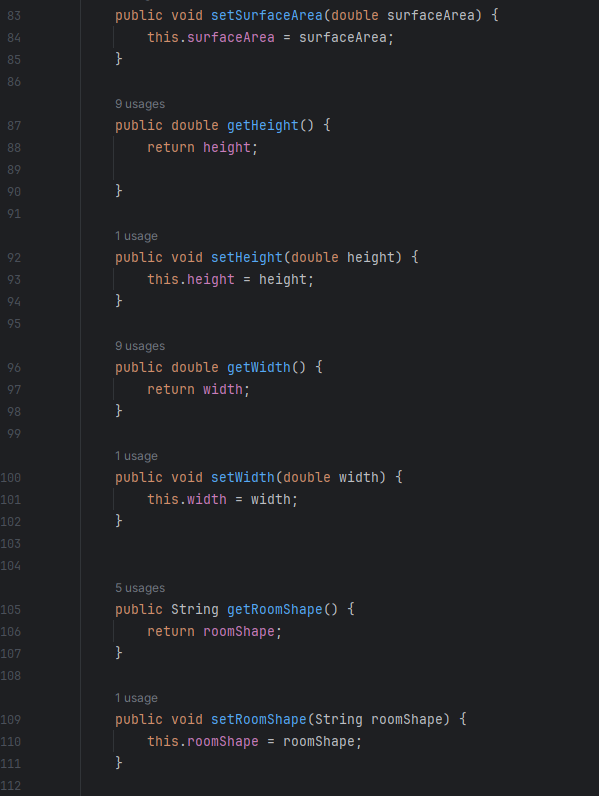 83 public void setSurfaceArea(double surfaceArea) {
84 this.surfaceArea = surfaceArea;
85 }
86
9 usages
87 public double getHeight() {
88 return height;
89
90 }
91
1 usage
92 public void setHeight(double height) {
93 this.height = height;
94 }
95
9 usages
96 public double getWidth() {
97 return width;
98 }
99
1 usage
100 public void setWidth(double width) {
101 this.width = width;
102 }
103
104
5 usages
105 public String getRoomShape() {
106 return roomShape;
107 }
108
1 usage
109 public void setRoomShape(String roomShape) {
110 this.roomShape = roomShape;
111 }
112